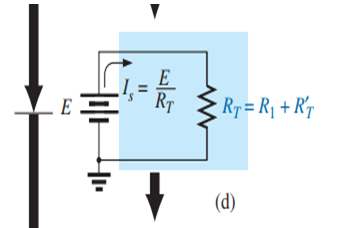 E
I_s = E/R_T
R_T = R_1 + R'_T
(d)